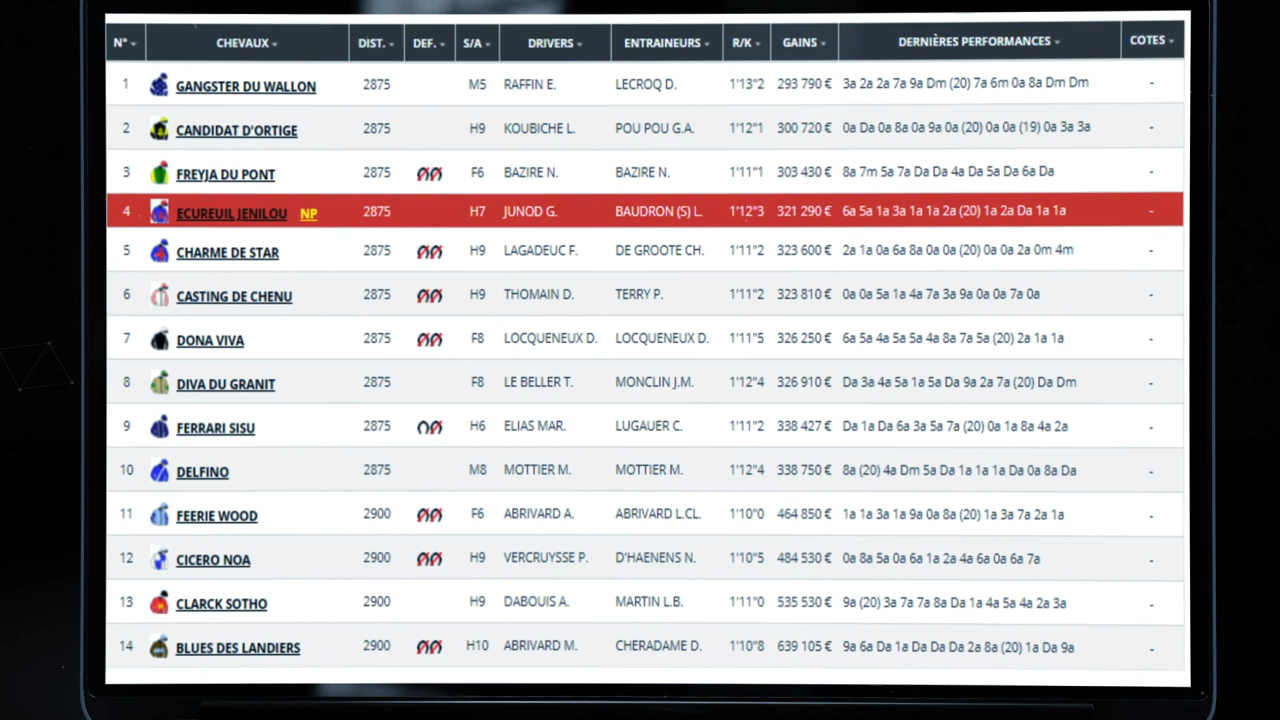 N° CHEVAUX DIST. DEF. S/A DRIVERS ENTRAINEURS R/K GAINS DERNIÈRES PERFORMANCES COTES
1 GANGSTER DU WALLON 2875 M5 RAFFIN E. LECROQ D. 1'13"2 293 790 € 3a 2a 2a 7a 9a Dm (20) 7a 6m 0a 8a Dm Dm -
2 CANDIDAT D'ORTIGE 2875 H9 KOUBICHE L. POU POU G.A. 1'12"1 300 720 € 0a Da 0a 8a 0a 9a 0a (20) 0a 0a (19) 0a 3a 3a -
3 FREYJA DU PONT 2875 F6 BAZIRE N. BAZIRE N. 1'11"1 303 430 € 8a 7m 5a 7a Da Da 4a Da 5a Da 6a Da -
4 ECUREUIL JENILOU NP 2875 H7 JUNOD G. BAUDRON (S) L. 1'12"3 321 290 € 6a 5a 1a 3a 1a 1a 2a (20) 1a 2a Da 1a 1a -
5 CHARME DE STAR 2875 H9 LAGADEUC F. DE GROOTE CH. 1'11"2 323 600 € 2a 1a 0a 6a 8a 0a 0a (20) 0a 0a 2a 0m 4m -
6 CASTING DE CHENU 2875 H9 THOMAIN D. TERRY P. 1'11"2 323 810 € 0a 0a 5a 1a 4a 7a 3a 9a 0a 0a 7a 0a -
7 DONA VIVA 2875 F8 LOCQUENEUX D. LOCQUENEUX D. 1'11"5 326 250 € 6a 5a 4a 5a 5a 4a 8a 7a 5a (20) 2a 1a 1a -
8 DIVA DU GRANIT 2875 F8 LE BELLER T. MONCLIN J.M. 1'12"4 326 910 € Da 3a 4a 5a 1a 5a Da 9a 2a 7a (20) Da Dm -
9 FERRARI SISU 2875 H6 ELIAS MAR. LUGAUER C. 1'11"2 338 427 € Da 1a Da 6a 3a 5a 7a (20) 0a 1a 8a 4a 2a -
10 DELFINO 2875 M8 MOTTIER M. MOTTIER M. 1'12"4 338 750 € 8a (20) 4a Dm 5a Da 1a 1a 1a Da 0a 8a Da -
11 FEERIE WOOD 2900 F6 ABRIVARD A. ABRIVARD L.CL. 1'10"0 464 850 € 1a 1a 3a 1a 9a 0a 8a (20) 1a 3a 7a 2a 1a -
12 CICERO NOA 2900 H9 VERCRUYSSE P. D'HAENENS N. 1'10"5 484 530 € 0a 8a 5a 0a 6a 1a 2a 4a 6a 0a 6a 7a -
13 CLARCK SOTHO 2900 H9 DABOUIS A. MARTIN L.B. 1'11"0 535 530 € 9a (20) 3a 7a 7a 8a Da 1a 4a 5a 4a 2a 3a -
14 BLUES DES LANDIERS 2900 H10 ABRIVARD M. CHERADAME D. 1'10"8 639 105 € 9a 6a Da 1a Da Da Da 2a 8a (20) 1a Da 9a -